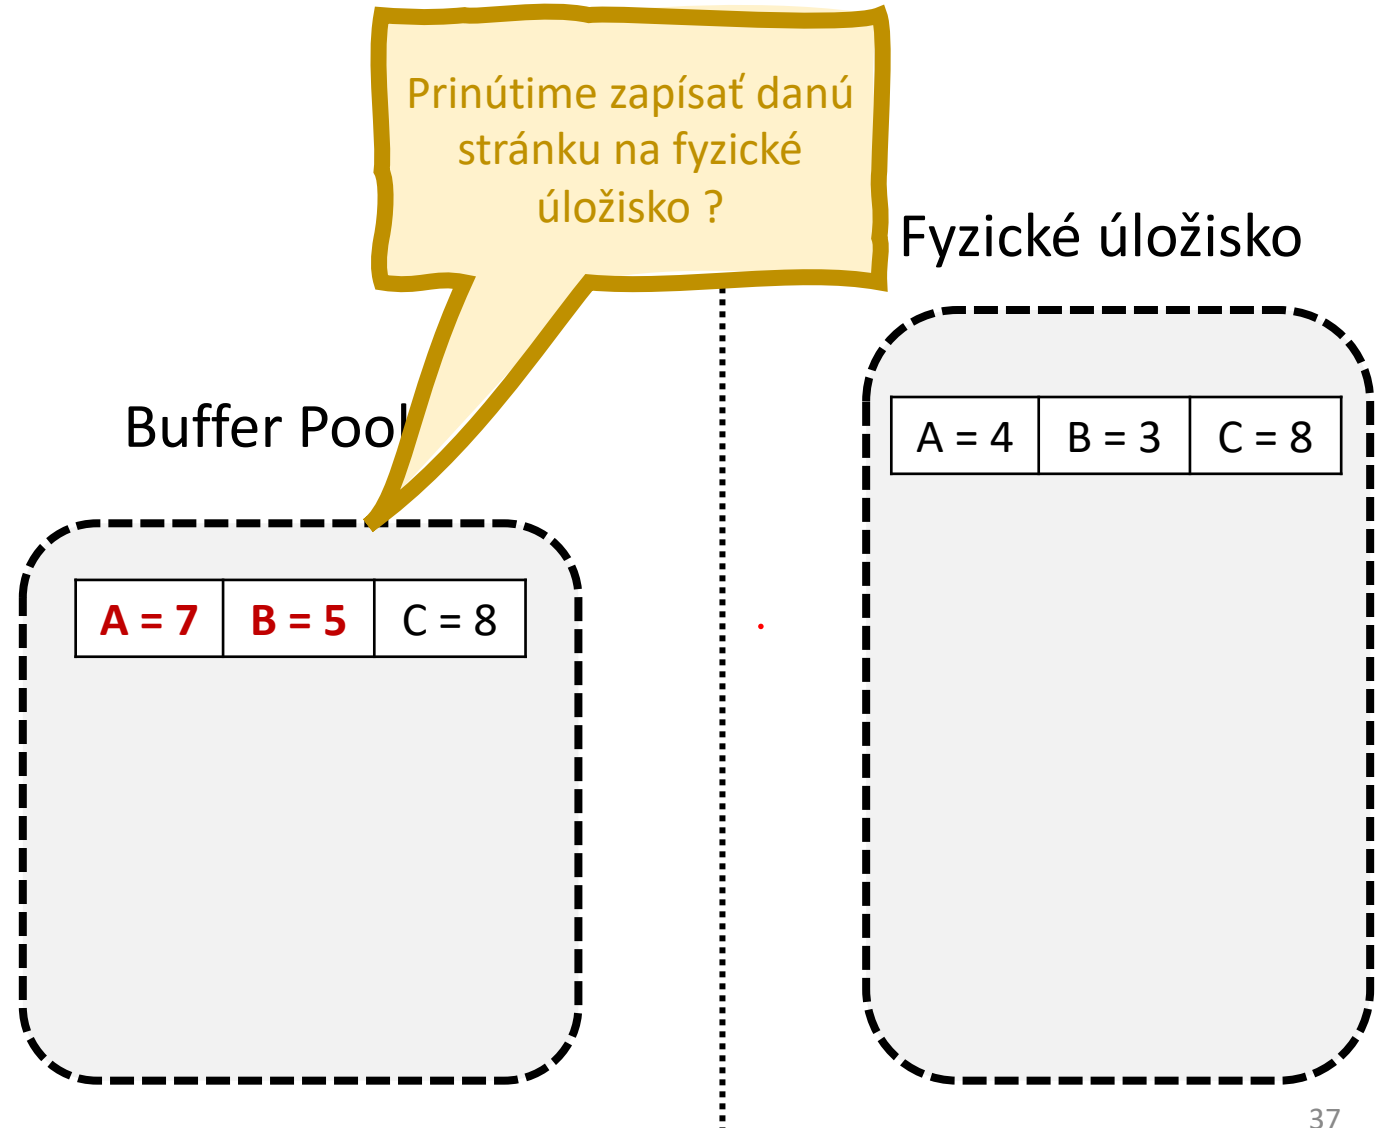 Prinútime zapísať danú
stránku na fyzické
úložisko ?
Fyzické úložisko
A = 4 B = 3 C = 8
Buffer Pool
A = 7 B = 5 C = 8
37